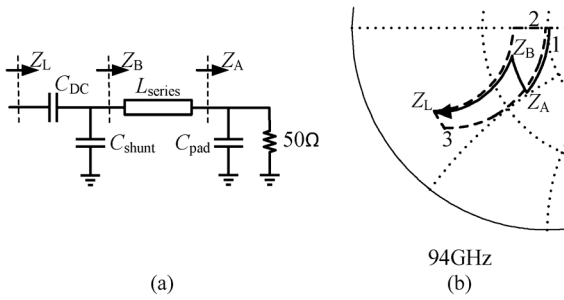 Z_L Z_B Z_A
C_DC L_series
C_shunt C_pad 50Ω
(a)
2
1
Z_B
Z_A
Z_L
3
94GHz
(b)